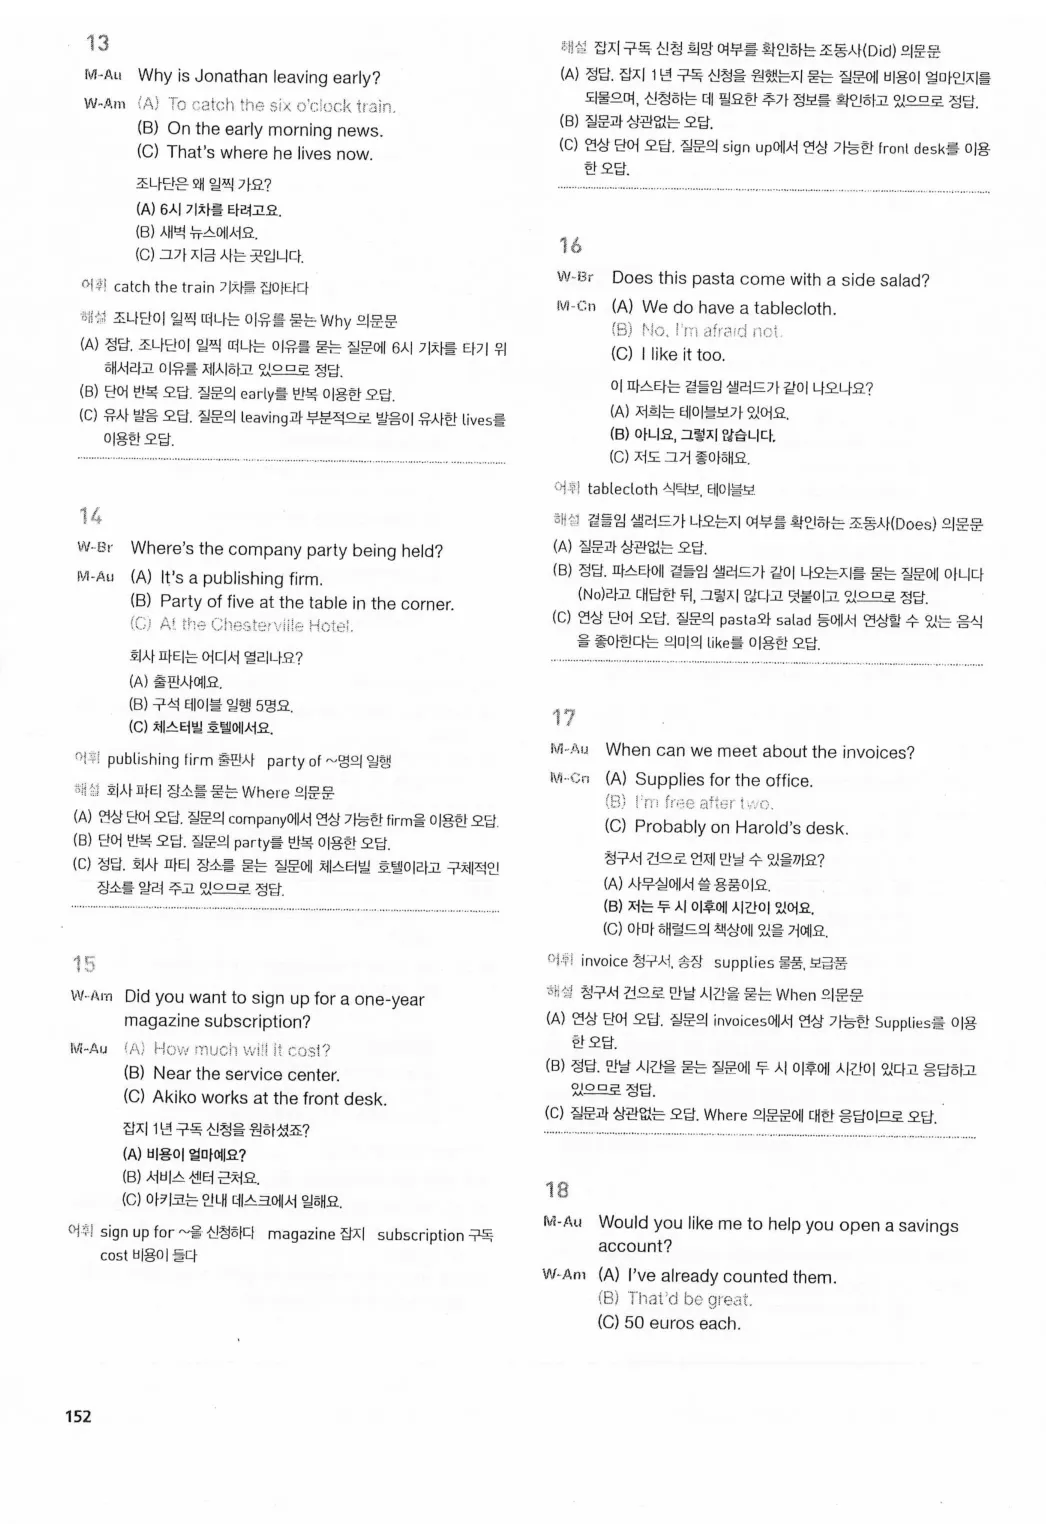 13
M-Au Why is Jonathan leaving early?
W-Am (A) To catch the six o'clock train.
(B) On the early morning news.
(C) That's where he lives now.
조나단은 왜 일찍 가요?
(A) 6시 기차를 타려고요.
(B) 새벽 뉴스에서요.
(C) 그가 지금 사는 곳입니다.
어휘 catch the train 기차를 잡아타다
해설 조나단이 일찍 떠나는 이유를 묻는 Why 의문문
(A) 정답. 조나단이 일찍 떠나는 이유를 묻는 질문에 6시 기차를 타기 위
해서라고 이유를 제시하고 있으므로 정답.
(B) 단어 반복 오답. 질문의 early를 반복 이용한 오답.
(C) 유사 발음 오답. 질문의 leaving과 부분적으로 발음이 유사한 lives를
이용한 오답.
14
W-Br Where's the company party being held?
M-Au (A) It's a publishing firm.
(B) Party of five at the table in the corner.
(C) At the Chesterville Hotel.
회사 파티는 어디서 열리나요?
(A) 출판사예요.
(B) 구석 테이블 일행 5명요.
(C) 체스터빌 호텔에서요.
어휘 publishing firm 출판사 party of ~명의 일행
해설 회사 파티 장소를 묻는 Where 의문문
(A) 연상 단어 오답. 질문의 company에서 연상 가능한 firm을 이용한 오답.
(B) 단어 반복 오답. 질문의 party를 반복 이용한 오답.
(C) 정답. 회사 파티 장소를 묻는 질문에 체스터빌 호텔이라고 구체적인
장소를 알려 주고 있으므로 정답.
15
W-Am Did you want to sign up for a one-year
magazine subscription?
M-Au (A) How much will it cost?
(B) Near the service center.
(C) Akiko works at the front desk.
잡지 1년 구독 신청을 원하셨죠?
(A) 비용이 얼마예요?
(B) 서비스 센터 근처요.
(C) 아키코는 안내 데스크에서 일해요.
어휘 sign up for ~을 신청하다 magazine 잡지 subscription 구독
cost 비용이 들다
해설 잡지 구독 신청 희망 여부를 확인하는 조동사(Did) 의문문
(A) 정답. 잡지 1년 구독 신청을 원했는지 묻는 질문에 비용이 얼마인지를
되물으며, 신청하는 데 필요한 추가 정보를 확인하고 있으므로 정답.
(B) 질문과 상관없는 오답.
(C) 연상 단어 오답. 질문의 sign up에서 연상 가능한 front desk를 이용
한 오답.
16
W-Br Does this pasta come with a side salad?
M-Cn (A) We do have a tablecloth.
(B) No, I'm afraid not.
(C) I like it too.
이 파스타는 곁들임 샐러드가 같이 나오나요?
(A) 저희는 테이블보가 있어요.
(B) 아니요, 그렇지 않습니다.
(C) 저도 그거 좋아해요.
어휘 tablecloth 식탁보, 테이블보
해설 곁들임 샐러드가 나오는지 여부를 확인하는 조동사(Does) 의문문
(A) 질문과 상관없는 오답.
(B) 정답. 파스타에 곁들임 샐러드가 같이 나오는지를 묻는 질문에 아니다
(No)라고 대답한 뒤, 그렇지 않다고 덧붙이고 있으므로 정답.
(C) 연상 단어 오답. 질문의 pasta와 salad 등에서 연상할 수 있는 음식
을 좋아한다는 의미의 like를 이용한 오답.
17
M-Au When can we meet about the invoices?
M-Cn (A) Supplies for the office.
(B) I'm free after two.
(C) Probably on Harold's desk.
청구서 건으로 언제 만날 수 있을까요?
(A) 사무실에서 쓸 용품이요.
(B) 저는 두 시 이후에 시간이 있어요.
(C) 아마 해럴드의 책상에 있을 거예요.
어휘 invoice 청구서, 송장 supplies 물품, 보급품
해설 청구서 건으로 만날 시간을 묻는 When 의문문
(A) 연상 단어 오답. 질문의 invoices에서 연상 가능한 Supplies를 이용
한 오답.
(B) 정답. 만날 시간을 묻는 질문에 두 시 이후에 시간이 있다고 응답하고
있으므로 정답.
(C) 질문과 상관없는 오답. Where 의문문에 대한 응답이므로 오답.
18
M-Au Would you like me to help you open a savings
account?
W-Am (A) I've already counted them.
(B) That'd be great.
(C) 50 euros each.
152